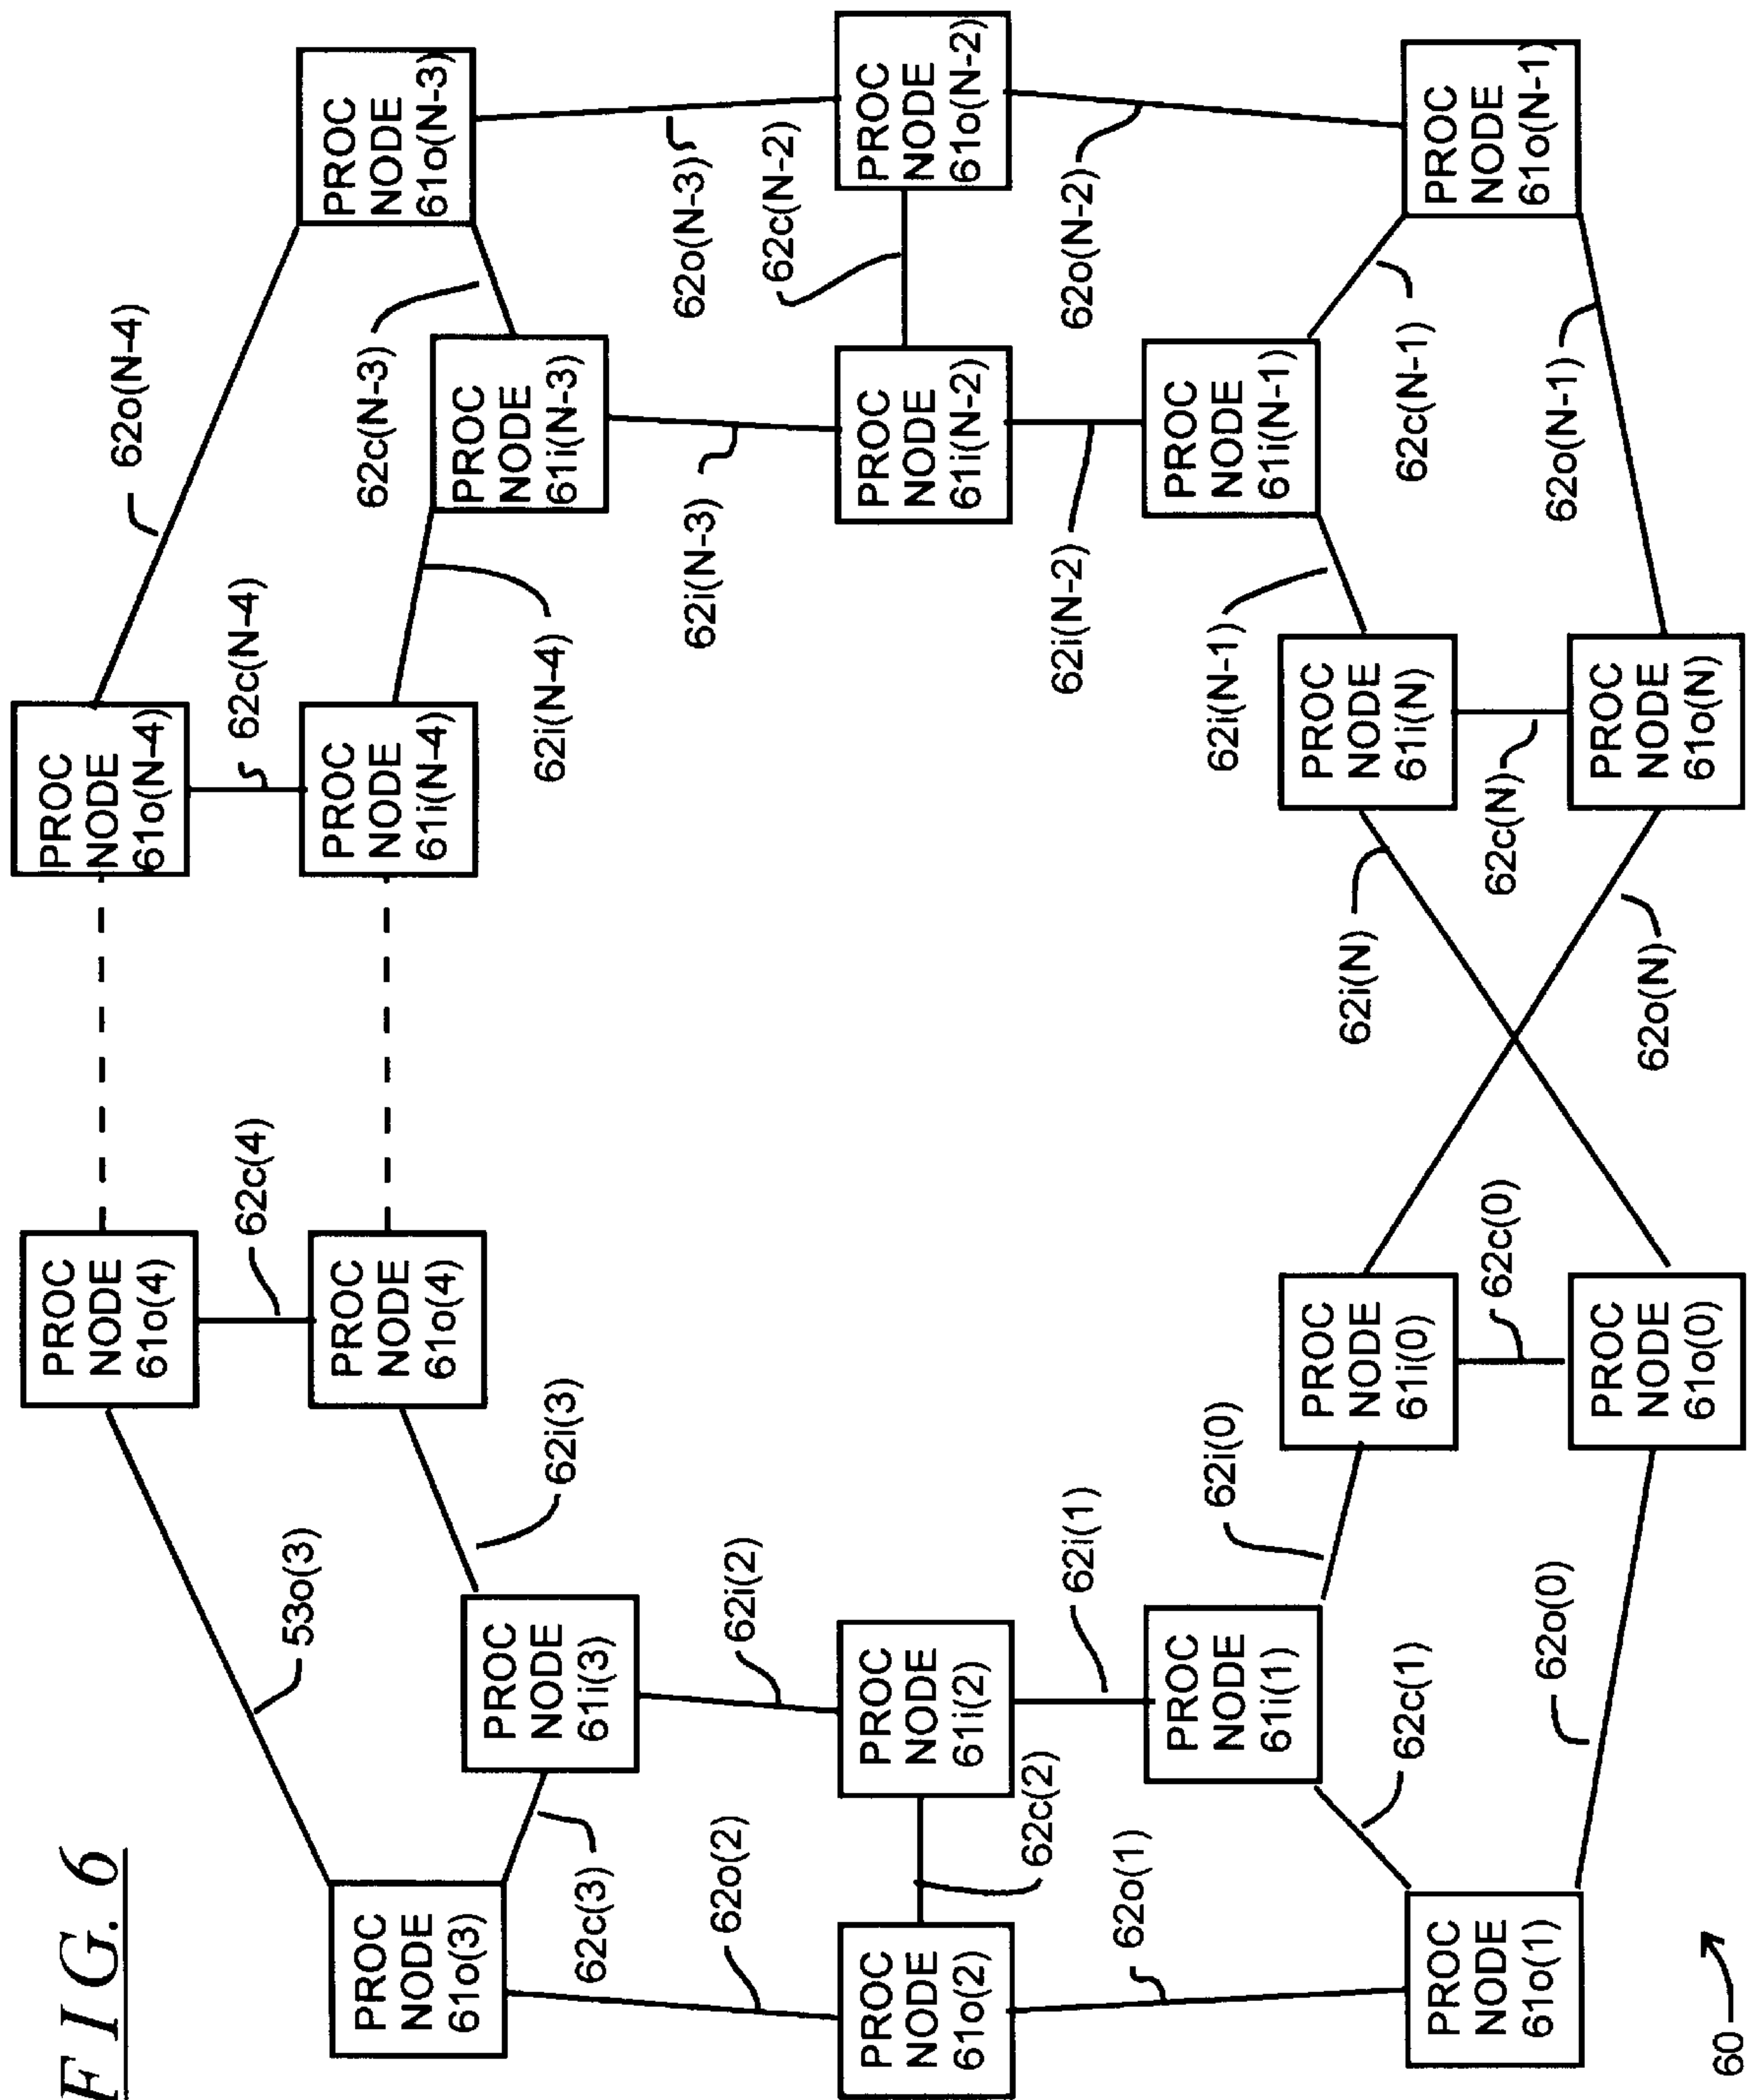 FIG. 6
PROC
NODE
61o(4)
PROC
NODE
61o(N-4)
62c(4)
62c(N-4)
62o(N-4)
53o(3)
PROC
NODE
61o(3)
PROC
NODE
61o(4)
PROC
NODE
61i(N-4)
PROC
NODE
61o(N-3)
62c(3)
62i(3)
62i(N-4)
62c(N-3)
PROC
NODE
61i(3)
PROC
NODE
61i(N-3)
62o(2)
62i(2)
62i(N-3)
62o(N-3)
62c(N-2)
PROC
NODE
61o(2)
PROC
NODE
61i(2)
PROC
NODE
61i(N-2)
PROC
NODE
61o(N-2)
62c(2)
62o(1)
62i(1)
62i(N-2)
62o(N-2)
PROC
NODE
61i(1)
PROC
NODE
61i(N-1)
62i(0)
62i(N-1)
62c(1)
62i(N)
62c(N-1)
PROC
NODE
61o(1)
PROC
NODE
61i(0)
PROC
NODE
61i(N)
PROC
NODE
61o(N-1)
62o(0)
62c(0)
62c(N)
62o(N-1)
62o(N)
PROC
NODE
61o(0)
PROC
NODE
61o(N)
60